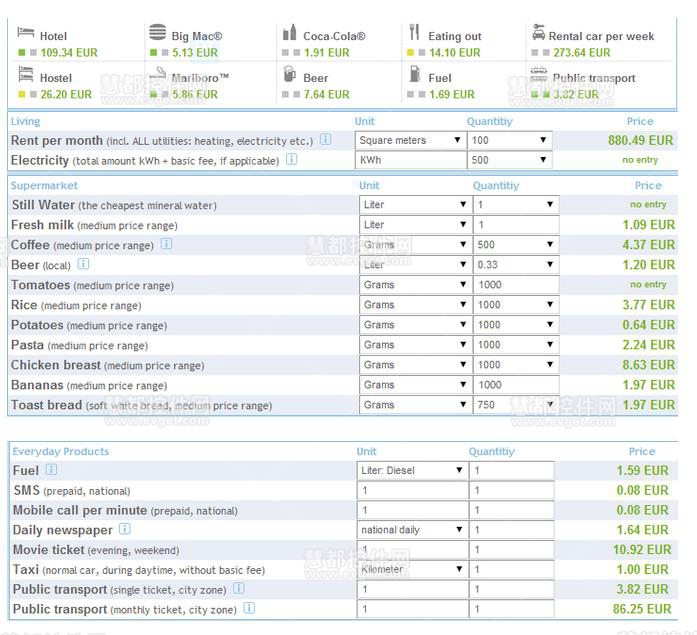 Hotel Big Mac® Coca-Cola® Eating out Rental car per week
109.34 EUR 5.13 EUR 1.91 EUR 14.10 EUR 273.64 EUR
Hostel Marlboro™ Beer Fuel Public transport
26.20 EUR 5.86 EUR 7.64 EUR 1.69 EUR 3.82 EUR
慧都控件网
www.evget.com
Living Unit Quantitiy Price
Rent per month (incl. ALL utilities: heating, electricity etc.) Square meters 100 880.49 EUR
Electricity (total amount kWh + basic fee, if applicable) KWh 500 no entry
Supermarket Unit Quantitiy Price
Still Water (the cheapest mineral water) Liter 1 no entry
Fresh milk (medium price range) Liter 1 1.09 EUR
Coffee (medium price range) Grams 500 4.37 EUR
Beer (local) Liter 0.33 1.20 EUR
Tomatoes (medium price range) Grams 1000 no entry
Rice (medium price range) Grams 1000 3.77 EUR
Potatoes (medium price range) Grams 1000 0.64 EUR
Pasta (medium price range) Grams 1000 2.24 EUR
Chicken breast (medium price range) Grams 1000 8.63 EUR
Bananas (medium price range) Grams 1000 1.97 EUR
Toast bread (soft white bread, medium price range) Grams 750 1.97 EUR
Everyday Products Unit Quantitiy Price
Fuel Liter: Diesel 1 1.59 EUR
SMS (prepaid, national) 1 1 0.08 EUR
Mobile call per minute (prepaid, national) 1 1 0.08 EUR
Daily newspaper national daily 1 1.64 EUR
Movie ticket (evening, weekend) 1 1 10.92 EUR
Taxi (normal car, during daytime, without basic fee) Kilometer 1 1.00 EUR
Public transport (single ticket, city zone) 1 1 3.82 EUR
Public transport (monthly ticket, city zone) 1 1 86.25 EUR